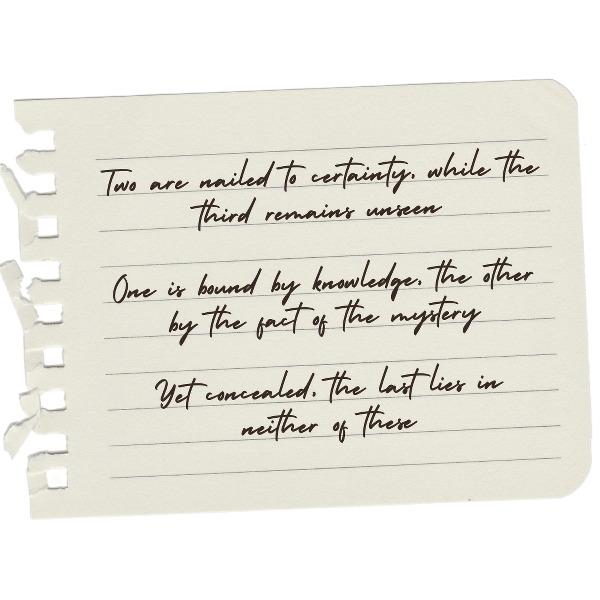 Two are nailed to certainty, while the
third remains unseen
One is bound by knowledge, the other
by the fact of the mystery
Yet concealed, the last lies in
neither of these